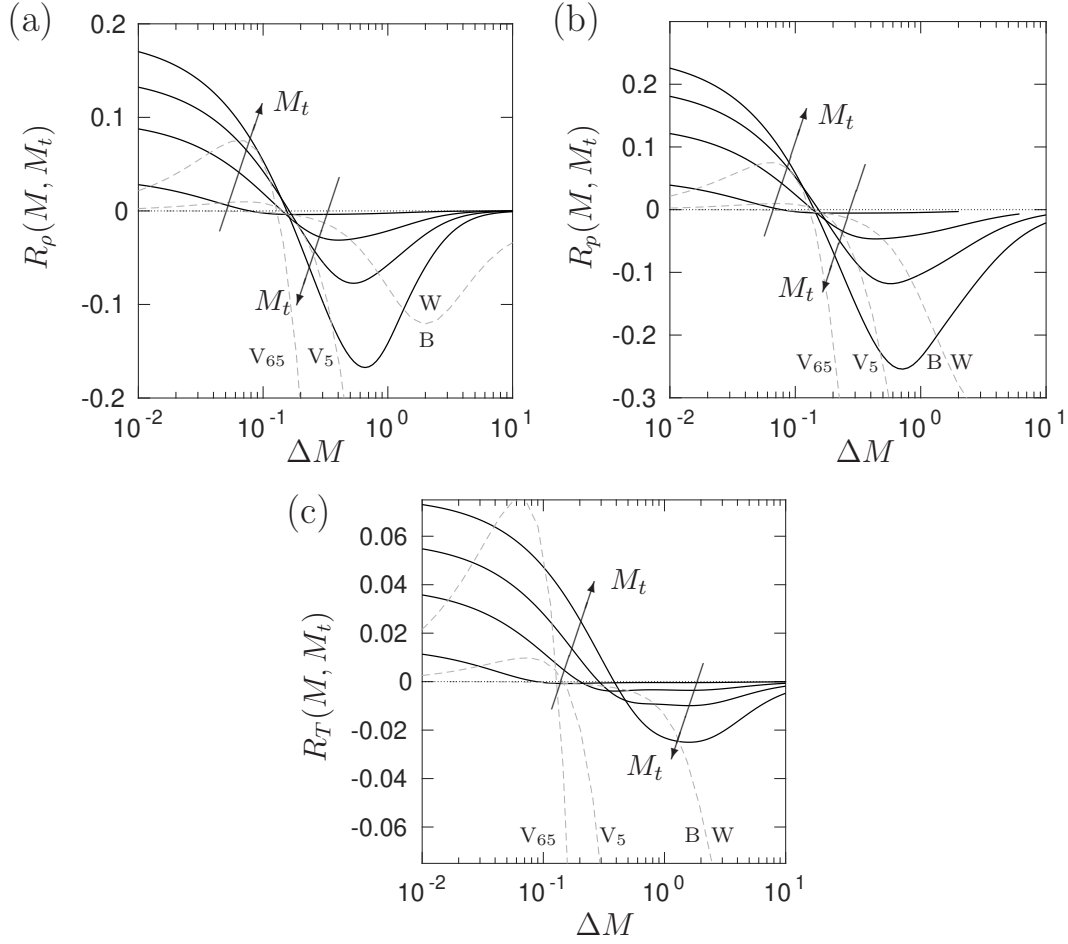 (a)
0.2
0.1
0
-0.1
-0.2
R_ρ(M, M_t)
M_t
M_t
W
B
V_65 V_5
10^-2 10^-1 10^0 10^1
ΔM
(b)
0.2
0.1
0
-0.1
-0.2
-0.3
R_p(M, M_t)
M_t
M_t
V_65 V_5 B W
10^-2 10^-1 10^0 10^1
ΔM
(c)
0.06
0.04
0.02
0
-0.02
-0.04
-0.06
R_T(M, M_t)
M_t
M_t
V_65 V_5 B W
10^-2 10^-1 10^0 10^1
ΔM